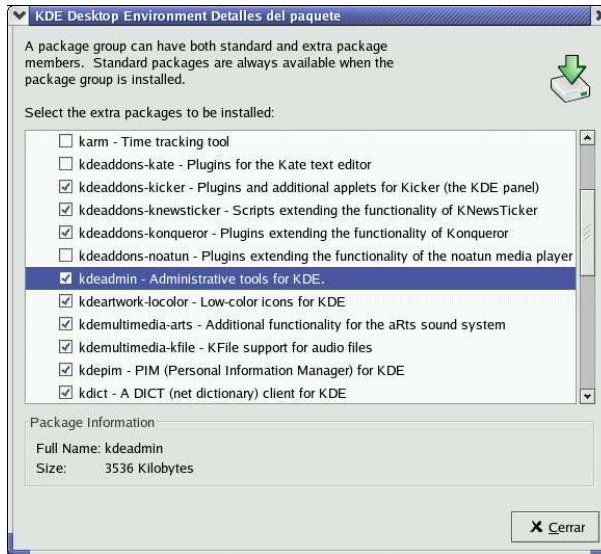 KDE Desktop Environment Detalles del paquete
A package group can have both standard and extra package
members. Standard packages are always available when the
package group is installed.
Select the extra packages to be installed:
karm - Time tracking tool
kdeaddons-kate - Plugins for the Kate text editor
kdeaddons-kicker - Plugins and additional applets for Kicker (the KDE panel)
kdeaddons-knewsticker - Scripts extending the functionality of KNewsTicker
kdeaddons-konqueror - Plugins extending the functionality of Konqueror
kdeaddons-noatun - Plugins extending the functionality of the noatun media player
kdeadmin - Administrative tools for KDE.
kdeartwork-locolor - Low-color icons for KDE
kdemultimedia-arts - Additional functionality for the aRts sound system
kdemultimedia-kfile - KFile support for audio files
kdepim - PIM (Personal Information Manager) for KDE
kdict - A DICT (net dictionary) client for KDE
Package Information
Full Name: kdeadmin
Size: 3536 Kilobytes
Cerrar